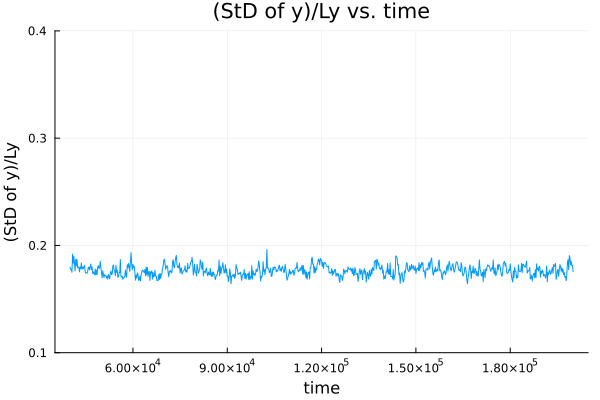 (StD of y)/Ly vs. time
0.4
0.3
(StD of y)/Ly
0.2
0.1
6.00×10⁴ 9.00×10⁴ 1.20×10⁵ 1.50×10⁵ 1.80×10⁵
time